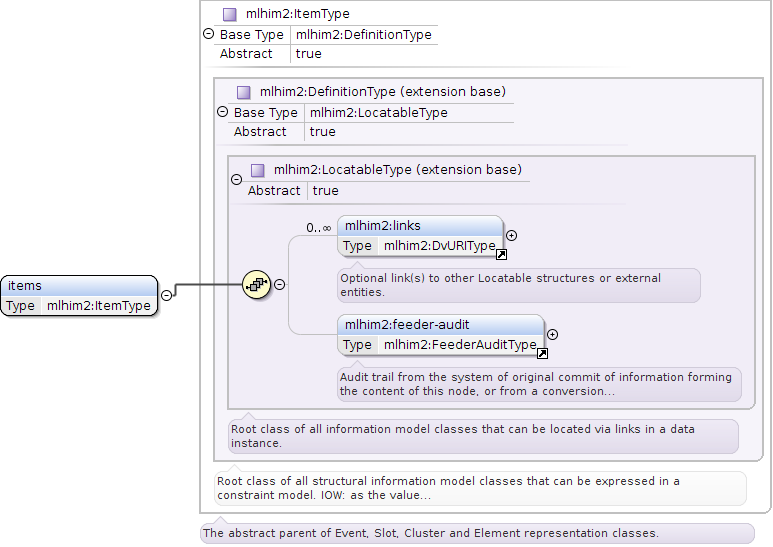 mlhim2:ItemType
Base Type mlhim2:DefinitionType
Abstract true
mlhim2:DefinitionType (extension base)
Base Type mlhim2:LocatableType
Abstract true
mlhim2:LocatableType (extension base)
Abstract true
0..∞
mlhim2:links
Type mlhim2:DvURIType
Optional link(s) to other Locatable structures or external
entities.
items
Type mlhim2:ItemType
mlhim2:feeder-audit
Type mlhim2:FeederAuditType
Audit trail from the system of original commit of information forming
the content of this node, or from a conversion...
Root class of all information model classes that can be located via links in a data
instance.
Root class of all structural information model classes that can be expressed in a
constraint model. IOW: as the value...
The abstract parent of Event, Slot, Cluster and Element representation classes.